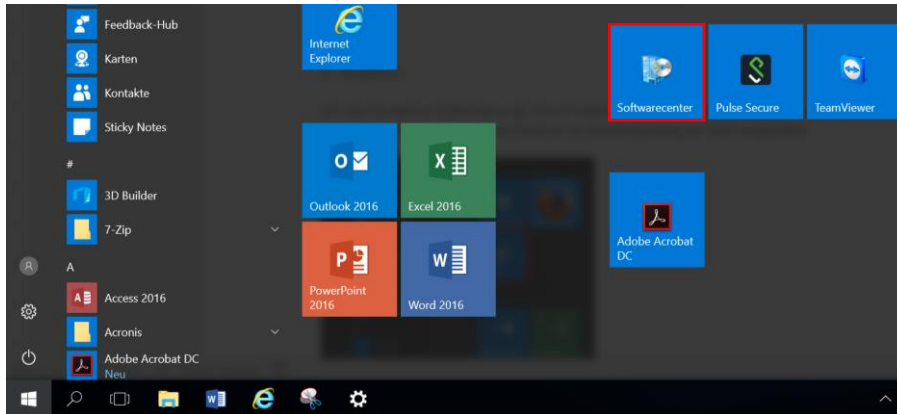 Feedback-Hub
Karten
Kontakte
Sticky Notes
#
3D Builder
7-Zip
A
Access 2016
Acronis
Adobe Acrobat DC
Neu
Internet
Explorer
Outlook 2016
Excel 2016
PowerPoint
2016
Word 2016
Softwarecenter
Pulse Secure
TeamViewer
Adobe Acrobat
DC